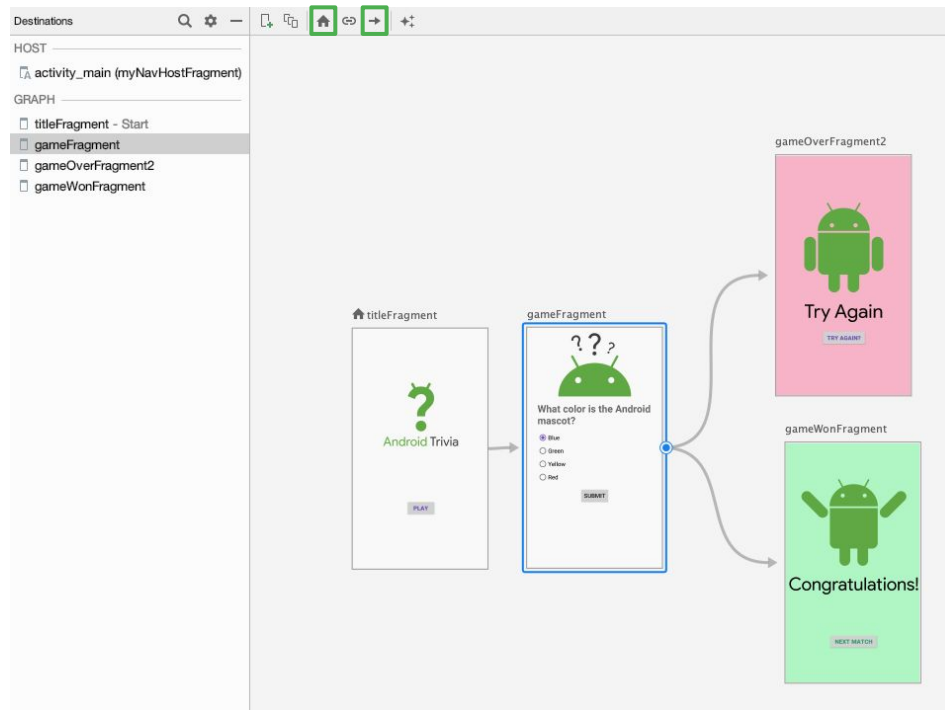 Destinations
HOST
activity_main (myNavHostFragment)
GRAPH
titleFragment - Start
gameFragment
gameOverFragment2
gameWonFragment
titleFragment
?
Android Trivia
PLAY
gameFragment
? ? ?
What color is the Android
mascot?
Blue
Green
Yellow
Red
SUBMIT
gameOverFragment2
Try Again
TRY AGAIN?
gameWonFragment
Congratulations!
NEXT MATCH